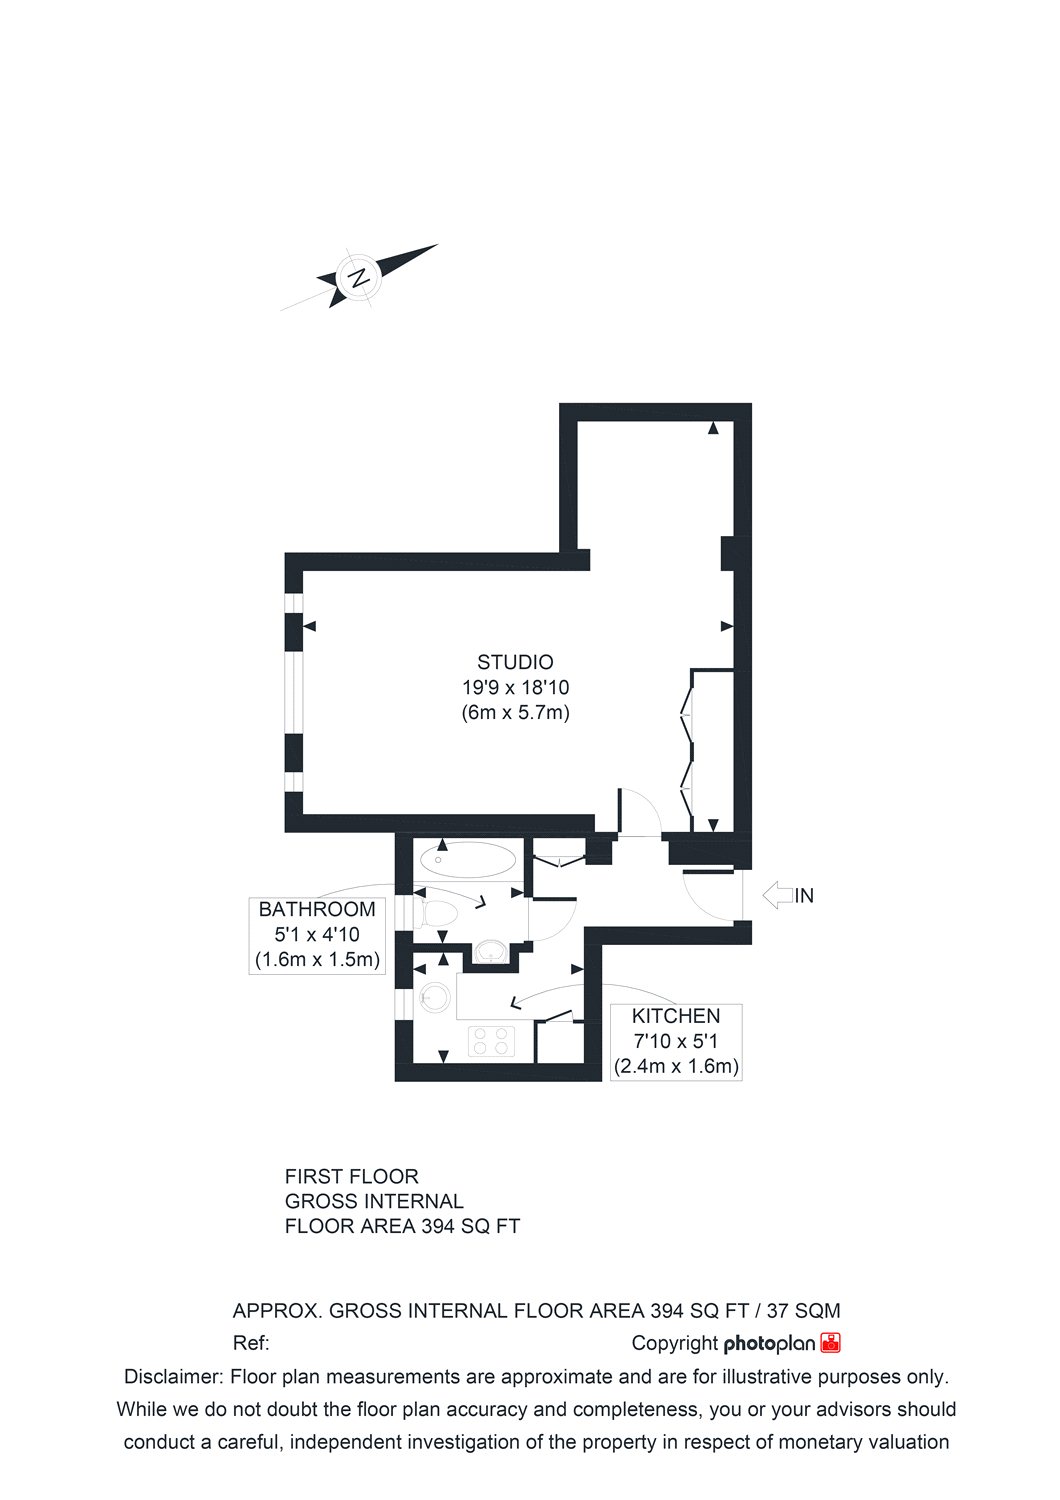 N
STUDIO
19'9 x 18'10
(6m x 5.7m)
IN
BATHROOM
5'1 x 4'10
(1.6m x 1.5m)
KITCHEN
7'10 x 5'1
(2.4m x 1.6m)
FIRST FLOOR
GROSS INTERNAL
FLOOR AREA 394 SQ FT
APPROX. GROSS INTERNAL FLOOR AREA 394 SQ FT / 37 SQM
Ref: Copyright photoplan
Disclaimer: Floor plan measurements are approximate and are for illustrative purposes only.
While we do not doubt the floor plan accuracy and completeness, you or your advisors should
conduct a careful, independent investigation of the property in respect of monetary valuation